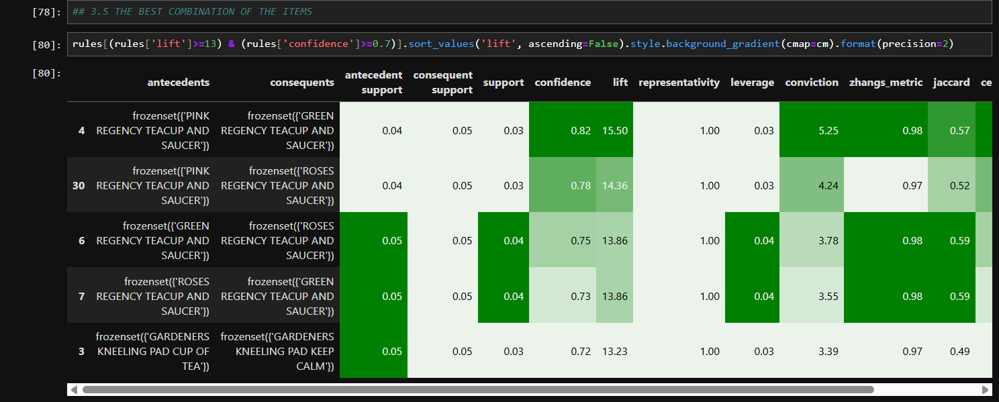 [78]: ## 3.5 THE BEST COMBINATION OF THE ITEMS
[80]: rules[(rules['lift']>=13) & (rules['confidence']>=0.7)].sort_values('lift', ascending=False).style.background_gradient(cmap=cm).format(precision=2)
[80]:
antecedents consequents antecedent support consequent support support confidence lift representativity leverage conviction zhangs_metric jaccard ce
4 frozenset({'PINK REGENCY TEACUP AND SAUCER'}) frozenset({'GREEN REGENCY TEACUP AND SAUCER'}) 0.04 0.05 0.03 0.82 15.50 1.00 0.03 5.25 0.98 0.57
30 frozenset({'PINK REGENCY TEACUP AND SAUCER'}) frozenset({'ROSES REGENCY TEACUP AND SAUCER'}) 0.04 0.05 0.03 0.78 14.36 1.00 0.03 4.24 0.97 0.52
6 frozenset({'GREEN REGENCY TEACUP AND SAUCER'}) frozenset({'ROSES REGENCY TEACUP AND SAUCER'}) 0.05 0.05 0.04 0.75 13.86 1.00 0.04 3.78 0.98 0.59
7 frozenset({'ROSES REGENCY TEACUP AND SAUCER'}) frozenset({'GREEN REGENCY TEACUP AND SAUCER'}) 0.05 0.05 0.04 0.73 13.86 1.00 0.04 3.55 0.98 0.59
3 frozenset({'GARDENERS KNEELING PAD CUP OF TEA'}) frozenset({'GARDENERS KNEELING PAD KEEP CALM'}) 0.05 0.05 0.03 0.72 13.23 1.00 0.03 3.39 0.97 0.49